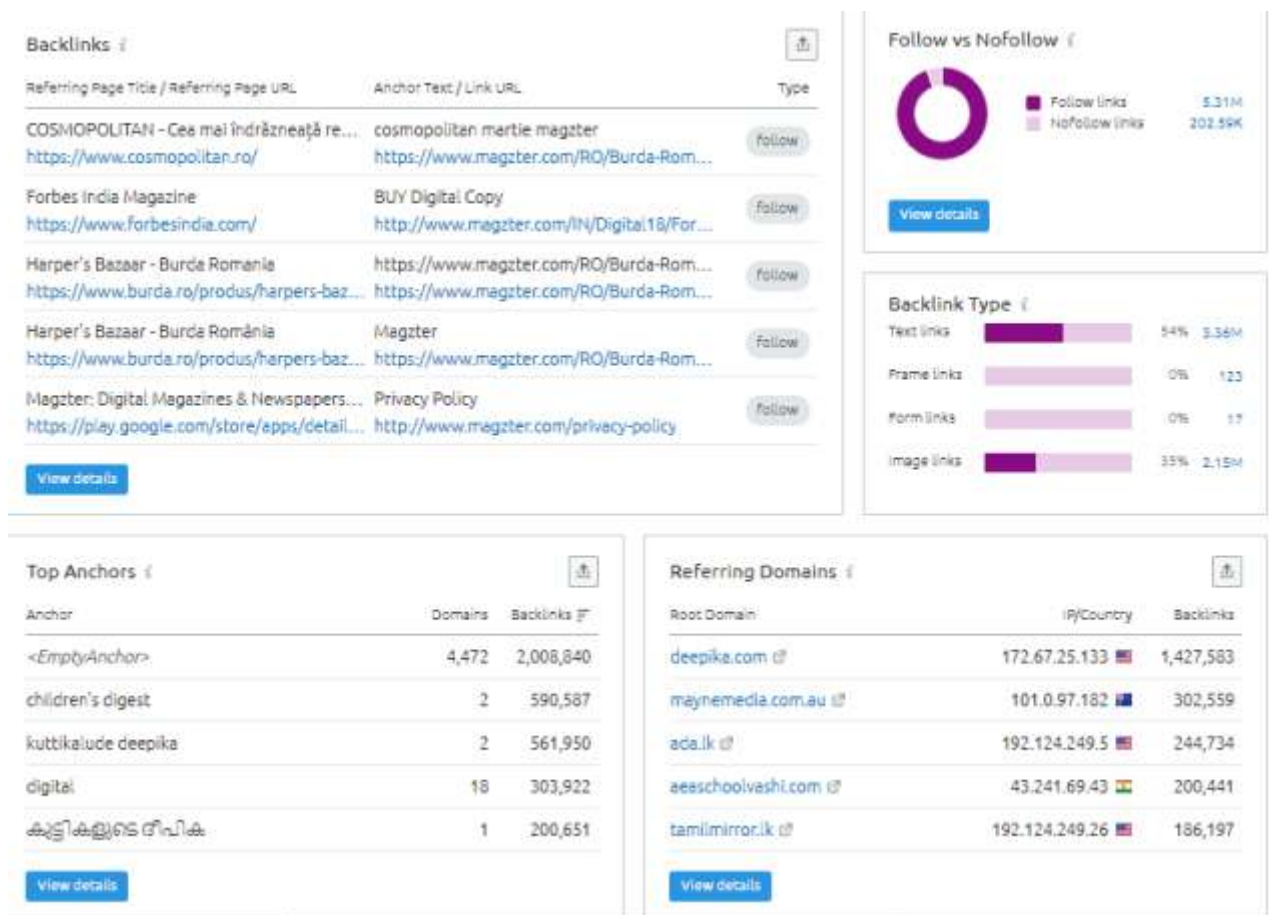 Backlinks i
Referring Page Title / Referring Page URL Anchor Text / Link URL Type
COSMOPOLITAN - Cea mai îndrăzneață re... cosmopolitan martie magzter
https://www.cosmopolitan.ro/ https://www.magzter.com/RO/Burda-Rom...
follow
Forbes India Magazine BUY Digital Copy
https://www.forbesindia.com/ http://www.magzter.com/IN/Digital18/For...
follow
Harper's Bazaar - Burda Romania https://www.magzter.com/RO/Burda-Rom...
https://www.burda.ro/produs/harpers-baz... https://www.magzter.com/RO/Burda-Rom...
follow
Harper's Bazaar - Burda România Magzter
https://www.burda.ro/produs/harpers-baz... https://www.magzter.com/RO/Burda-Rom...
follow
Magzter: Digital Magazines & Newspapers... Privacy Policy
https://play.google.com/store/apps/detail... http://www.magzter.com/privacy-policy
follow
View details
Follow vs Nofollow i
Follow links 5.31M
Nofollow links 202.59K
View details
Backlink Type i
Text links 54% 3.36M
Frame links 0% 123
Form links 0% 17
Image links 35% 2.15M
Top Anchors i
Anchor Domains Backlinks
<EmptyAnchor> 4,472 2,008,840
children's digest 2 590,587
kuttikalude deepika 2 561,950
digital 18 303,922
കുട്ടികളുടെ ദീപിക 1 200,651
View details
Referring Domains i
Root Domain IP/Country Backlinks
deepika.com 172.67.25.133 1,427,583
maynemedia.com.au 101.0.97.182 302,559
ada.lk 192.124.249.5 244,734
aeaschoolvashi.com 43.241.69.43 200,441
tamilmirror.lk 192.124.249.26 186,197
View details